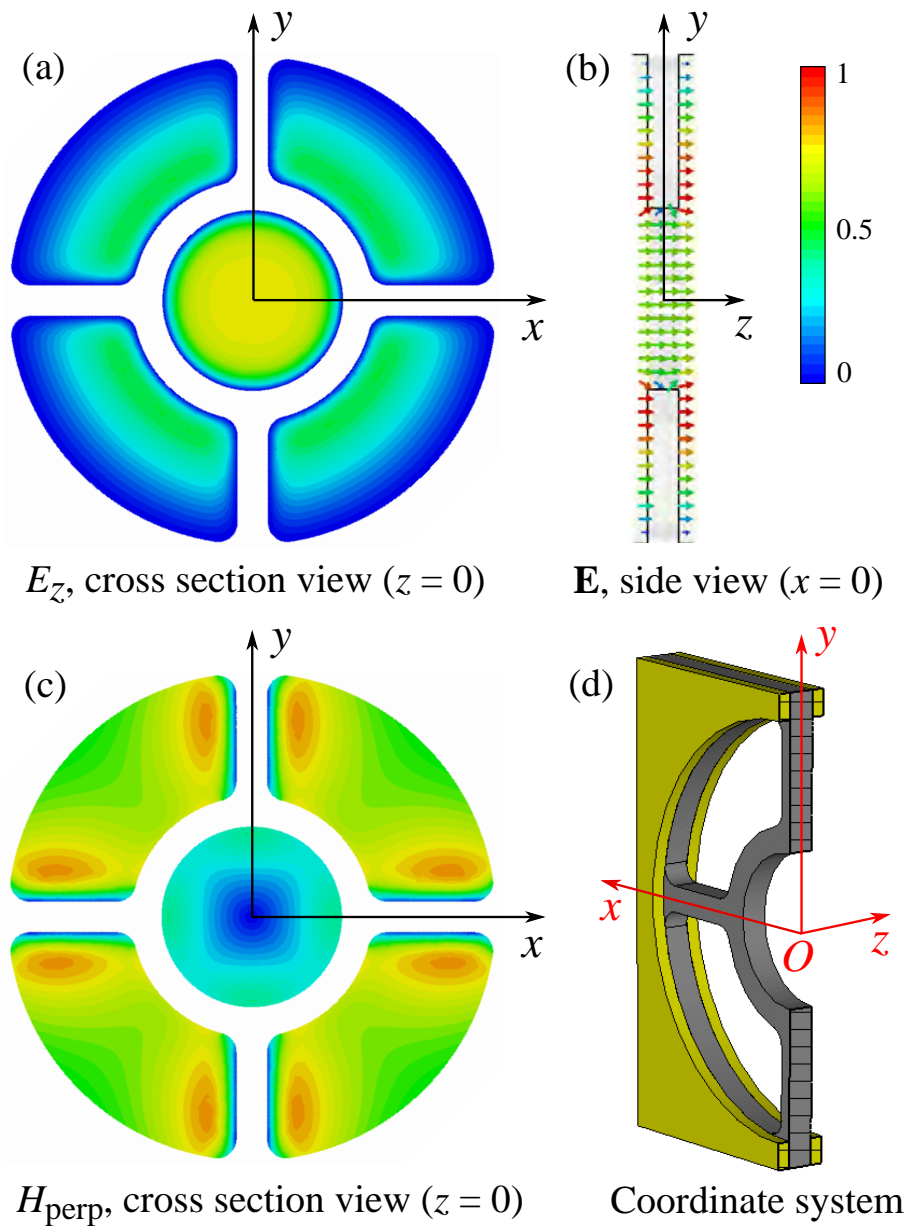 (a)
y
x
E_z, cross section view (z = 0)
(b)
y
z
1
0.5
0
E, side view (x = 0)
(c)
y
x
H_perp, cross section view (z = 0)
(d)
y
x
O
z
Coordinate system